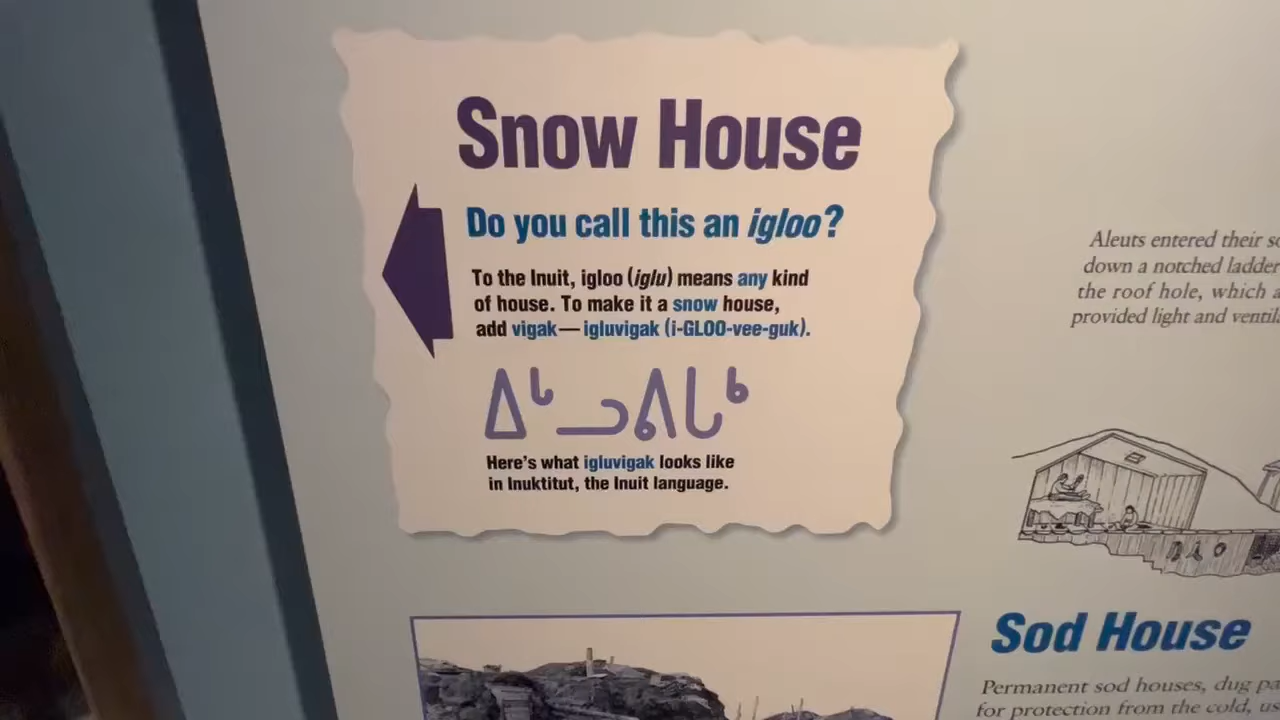 Snow House
Do you call this an igloo?
To the Inuit, igloo (iglu) means any kind
of house. To make it a snow house,
add vigak—igluvigak (i-GLOO-vee-guk).
ᐃᒡᓗᕕᒐᒃ
Here's what igluvigak looks like
in Inuktitut, the Inuit language.
Aleuts entered their
down a notched ladder
the roof hole, which
provided light and
Sod House
Permanent sod houses, dug
for protection from the cold,